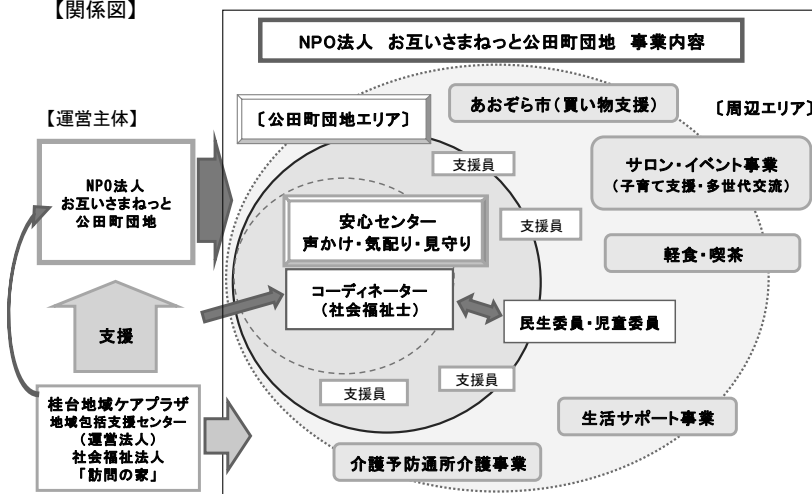 【関係図】
NPO法人 お互いさまねっと公田町団地 事業内容
【運営主体】
〔公田町団地エリア〕
あおぞら市（買い物支援）
〔周辺エリア〕
NPO法人
お互いさまねっと
公田町団地
支援員
サロン・イベント事業
（子育て支援・多世代交流）
安心センター
声かけ・気配り・見守り
支援員
軽食・喫茶
コーディネーター
（社会福祉士）
民生委員・児童委員
支援
支援員
支援員
桂台地域ケアプラザ
地域包括支援センター
（運営法人）
社会福祉法人
「訪問の家」
生活サポート事業
介護予防通所介護事業